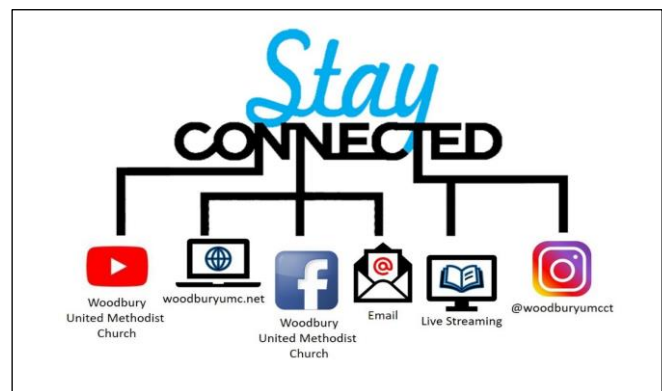 Stay
CONNECTED
Woodbury
United Methodist
Church
woodburyumc.net
f
Woodbury
United Methodist
Church
@
Email
Live Streaming
@woodburyumcct